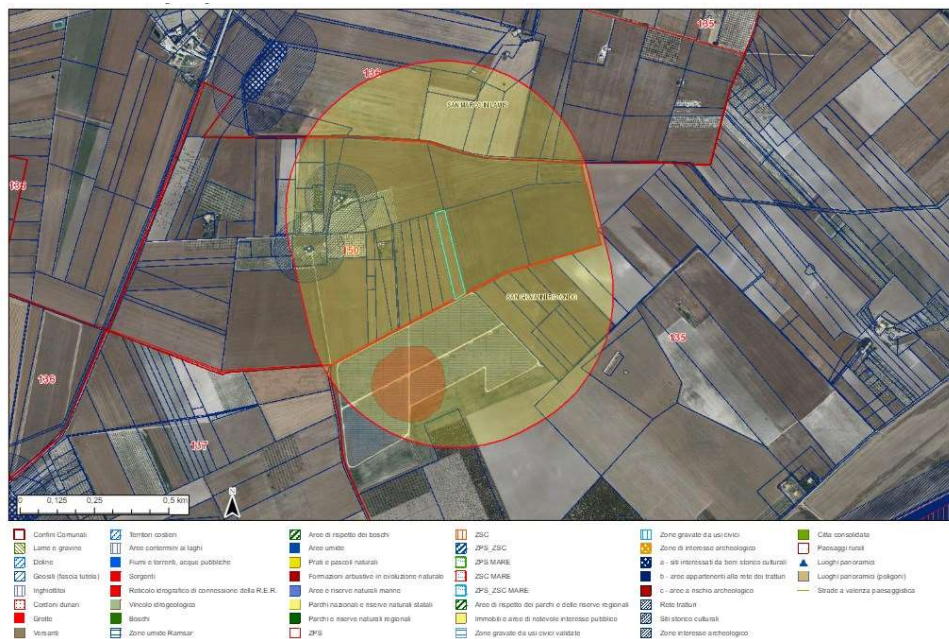 135
136
SAN MARCO IN LAMIS
136
150
SAN GIOVANNI ROTONDO
135
136
137
0 0,125 0,25 0,5 km
N
Confini Comunali
Lame e gravine
Doline
Geositi (fascia tutela)
Inghiottitoi
Cordoni dunari
Grotte
Versanti
Territori costieri
Aree contermini ai laghi
Fiumi e torrenti, acque pubbliche
Sorgenti
Reticolo idrografico di connessione della R.E.R.
Vincolo idrogeologico
Boschi
Zone umide Ramsar
Aree di rispetto dei boschi
Aree umide
Prati e pascoli naturali
Formazioni arbustive in evoluzione naturale
Aree e riserve naturali marine
Parchi nazionali e riserve naturali statali
Parchi e riserve naturali regionali
ZPS
ZSC
ZPS_ZSC
ZPS MARE
ZSC MARE
ZPS_ZSC MARE
Aree di rispetto dei parchi e delle riserve regionali
Immobili e aree di notevole interesse pubblico
Zone gravate da usi civici validate
Zone gravate da usi civici
Zone di interesse archeologico
a - siti interessati da beni storico culturali
b - aree appartenenti alla rete dei tratturi
c - aree a rischio archeologico
Rete tratturi
Siti storico culturali
Zone interesse archeologico
Città consolidata
Paesaggi rurali
Luoghi panoramici
Luoghi panoramici (poligoni)
Strade a valenza paesaggistica